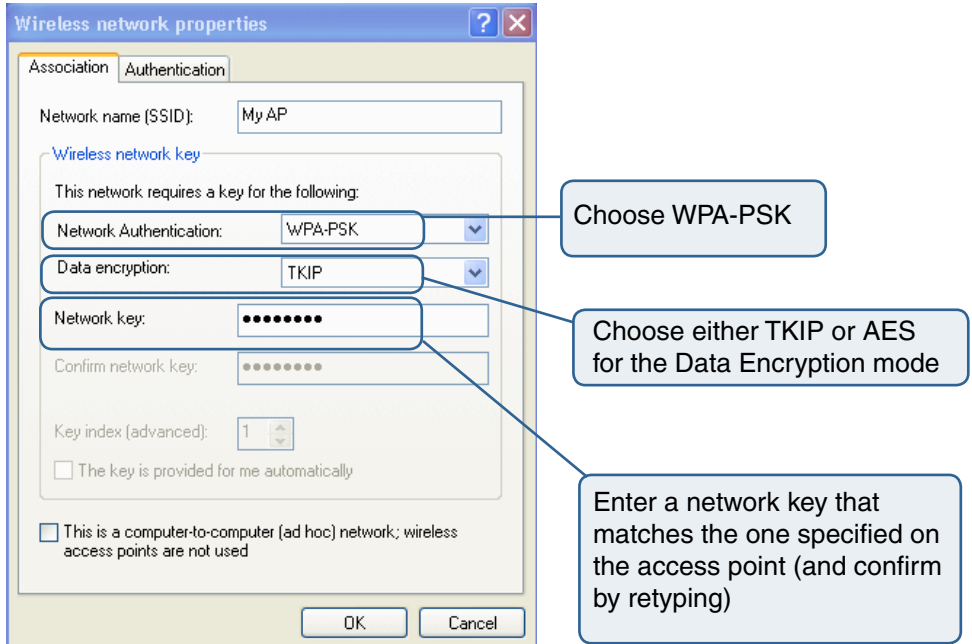 Wireless network properties
Association Authentication
Network name (SSID): My AP
Wireless network key
This network requires a key for the following:
Network Authentication: WPA-PSK
Data encryption: TKIP
Network key: ••••••••
Confirm network key: ••••••••
Key index (advanced): 1
The key is provided for me automatically
This is a computer-to-computer (ad hoc) network; wireless
access points are not used
OK Cancel
Choose WPA-PSK
Choose either TKIP or AES
for the Data Encryption mode
Enter a network key that
matches the one specified on
the access point (and confirm
by retyping)